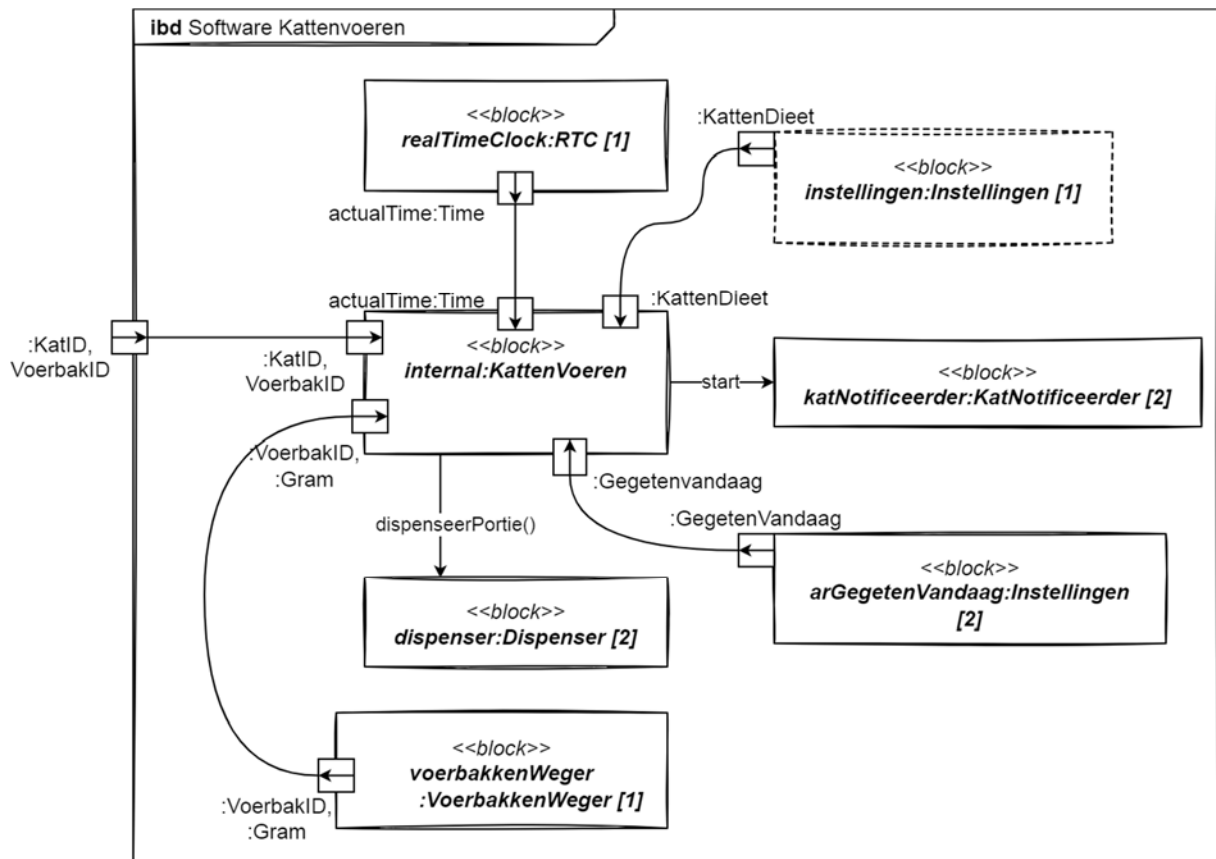 ibd Software Kattenvoeren
<<block>>
realTimeClock:RTC [1]
actualTime:Time
:KattenDieet
<<block>>
instellingen:Instellingen [1]
actualTime:Time
:KattenDieet
:KatID,
VoerbakID
:KatID,
VoerbakID
<<block>>
internal:KattenVoeren
start
<<block>>
katNotificeerder:KatNotificeerder [2]
:VoerbakID,
:Gram
:Gegetenvandaag
dispenseerPortie()
:GegetenVandaag
<<block>>
arGegetenVandaag:Instellingen
[2]
<<block>>
dispenser:Dispenser [2]
<<block>>
voerbakkenWeger
:VoerbakkenWeger [1]
:VoerbakID,
:Gram